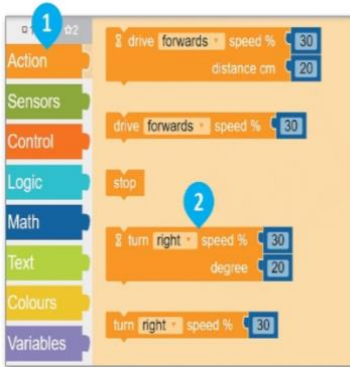 1
2
Action
Sensors
Control
Logic
Math
Text
Colours
Variables
drive forwards speed % 30
distance cm 20
drive forwards speed % 30
stop
2
turn right speed % 30
degree 20
turn right speed % 30